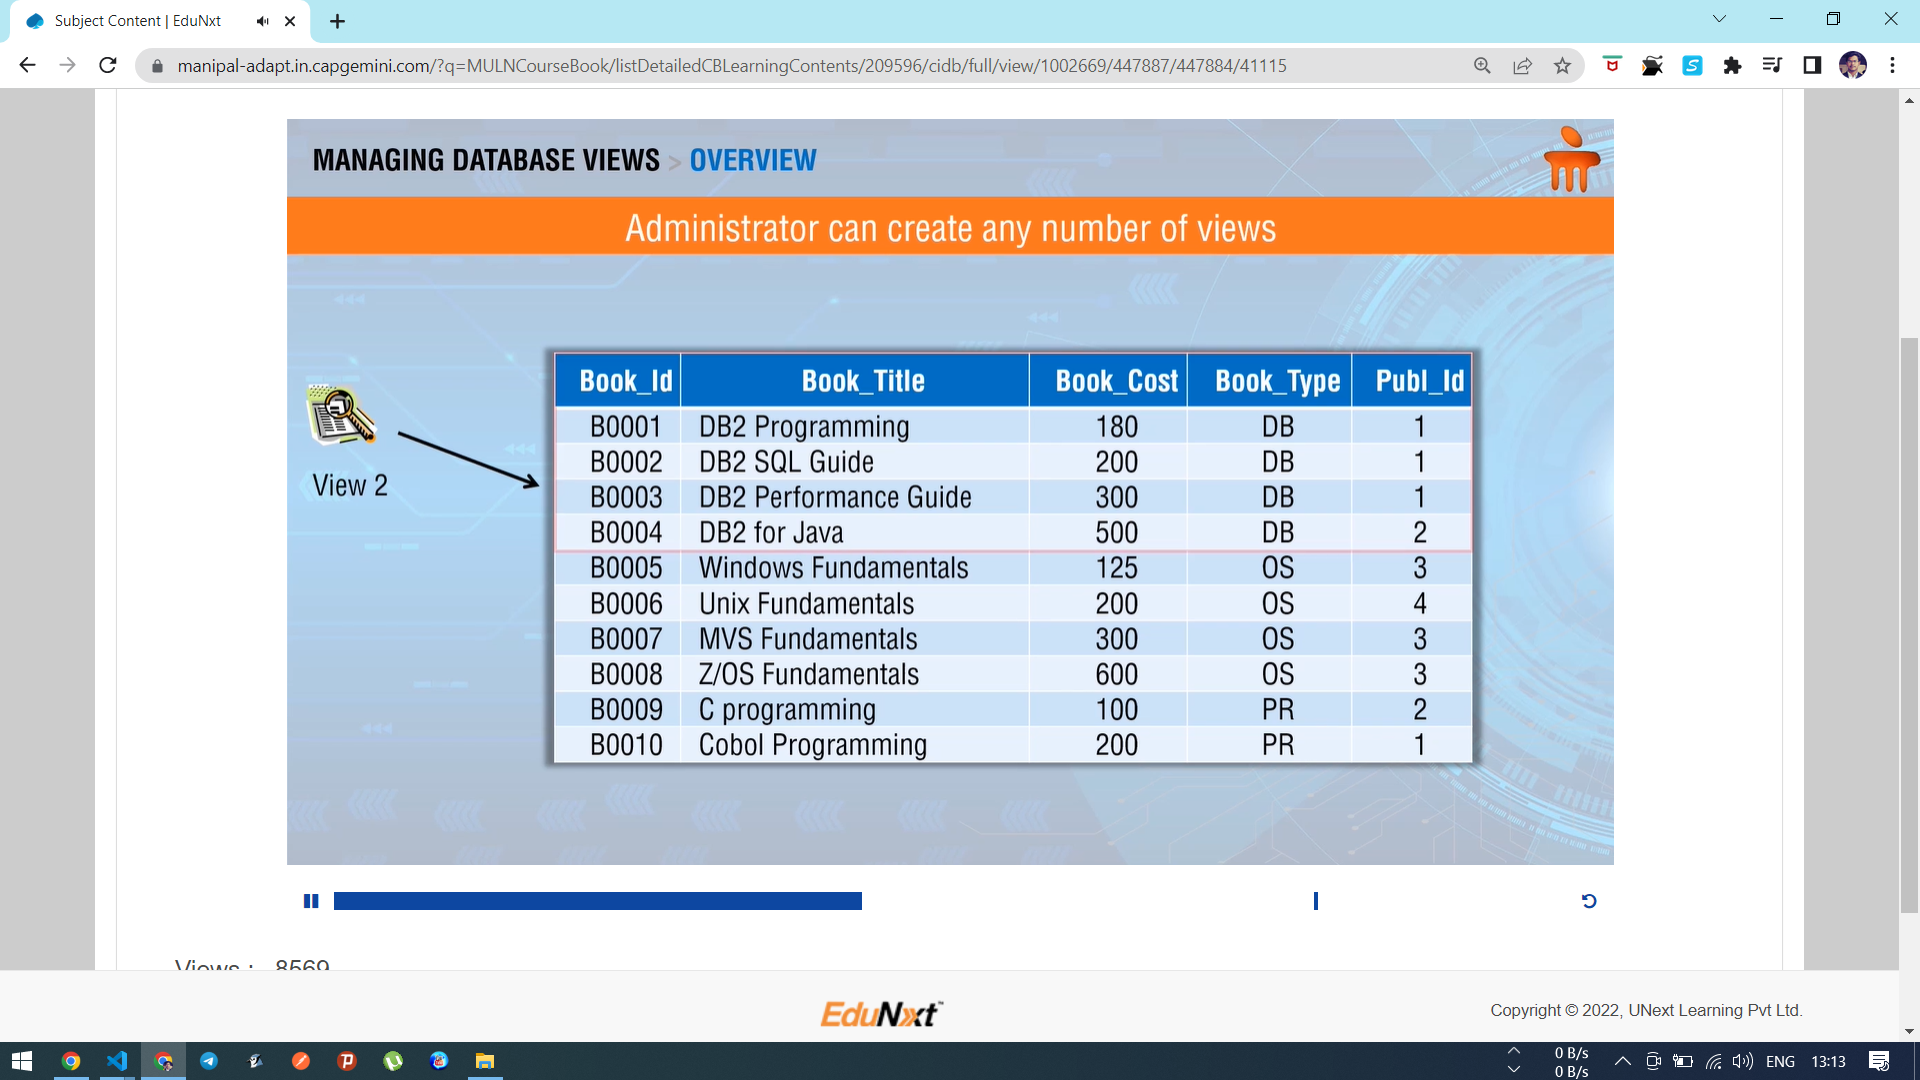 Subject Content | EduNxt
manipal-adapt.in.capgemini.com/?q=MULNCourseBook/listDetailedCBLearningContents/209596/cidb/full/view/1002669/447887/447884/41115
MANAGING DATABASE VIEWS > OVERVIEW
Administrator can create any number of views
View 2
Book_Id Book_Title Book_Cost Book_Type Publ_Id
B0001 DB2 Programming 180 DB 1
B0002 DB2 SQL Guide 200 DB 1
B0003 DB2 Performance Guide 300 DB 1
B0004 DB2 for Java 500 DB 2
B0005 Windows Fundamentals 125 OS 3
B0006 Unix Fundamentals 200 OS 4
B0007 MVS Fundamentals 300 OS 3
B0008 Z/OS Fundamentals 600 OS 3
B0009 C programming 100 PR 2
B0010 Cobol Programming 200 PR 1
Views : 8569
EduNxt
Copyright © 2022, UNext Learning Pvt Ltd.
0 B/s
0 B/s
ENG 13:13